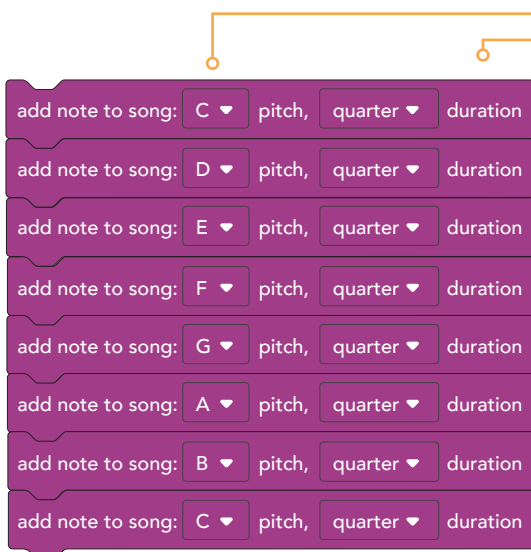 add note to song: C pitch, quarter duration
add note to song: D pitch, quarter duration
add note to song: E pitch, quarter duration
add note to song: F pitch, quarter duration
add note to song: G pitch, quarter duration
add note to song: A pitch, quarter duration
add note to song: B pitch, quarter duration
add note to song: C pitch, quarter duration